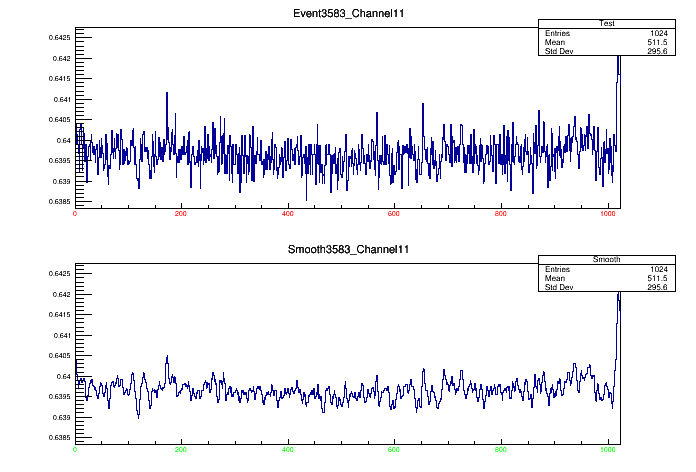 Event3583_Channel11
Test
Entries 1024
Mean 511.5
Std Dev 295.6
0.6425
0.642
0.6415
0.641
0.6405
0.64
0.6395
0.639
0.6385
0 200 400 600 800 1000
Smooth3583_Channel11
Smooth
Entries 1024
Mean 511.5
Std Dev 295.6
0.6425
0.642
0.6415
0.641
0.6405
0.64
0.6395
0.639
0.6385
0 200 400 600 800 1000